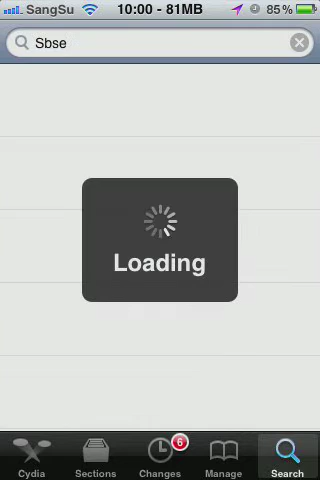 SangSu 10:00 - 81MB 85%
Sbse
Loading
6
Cydia Sections Changes Manage Search